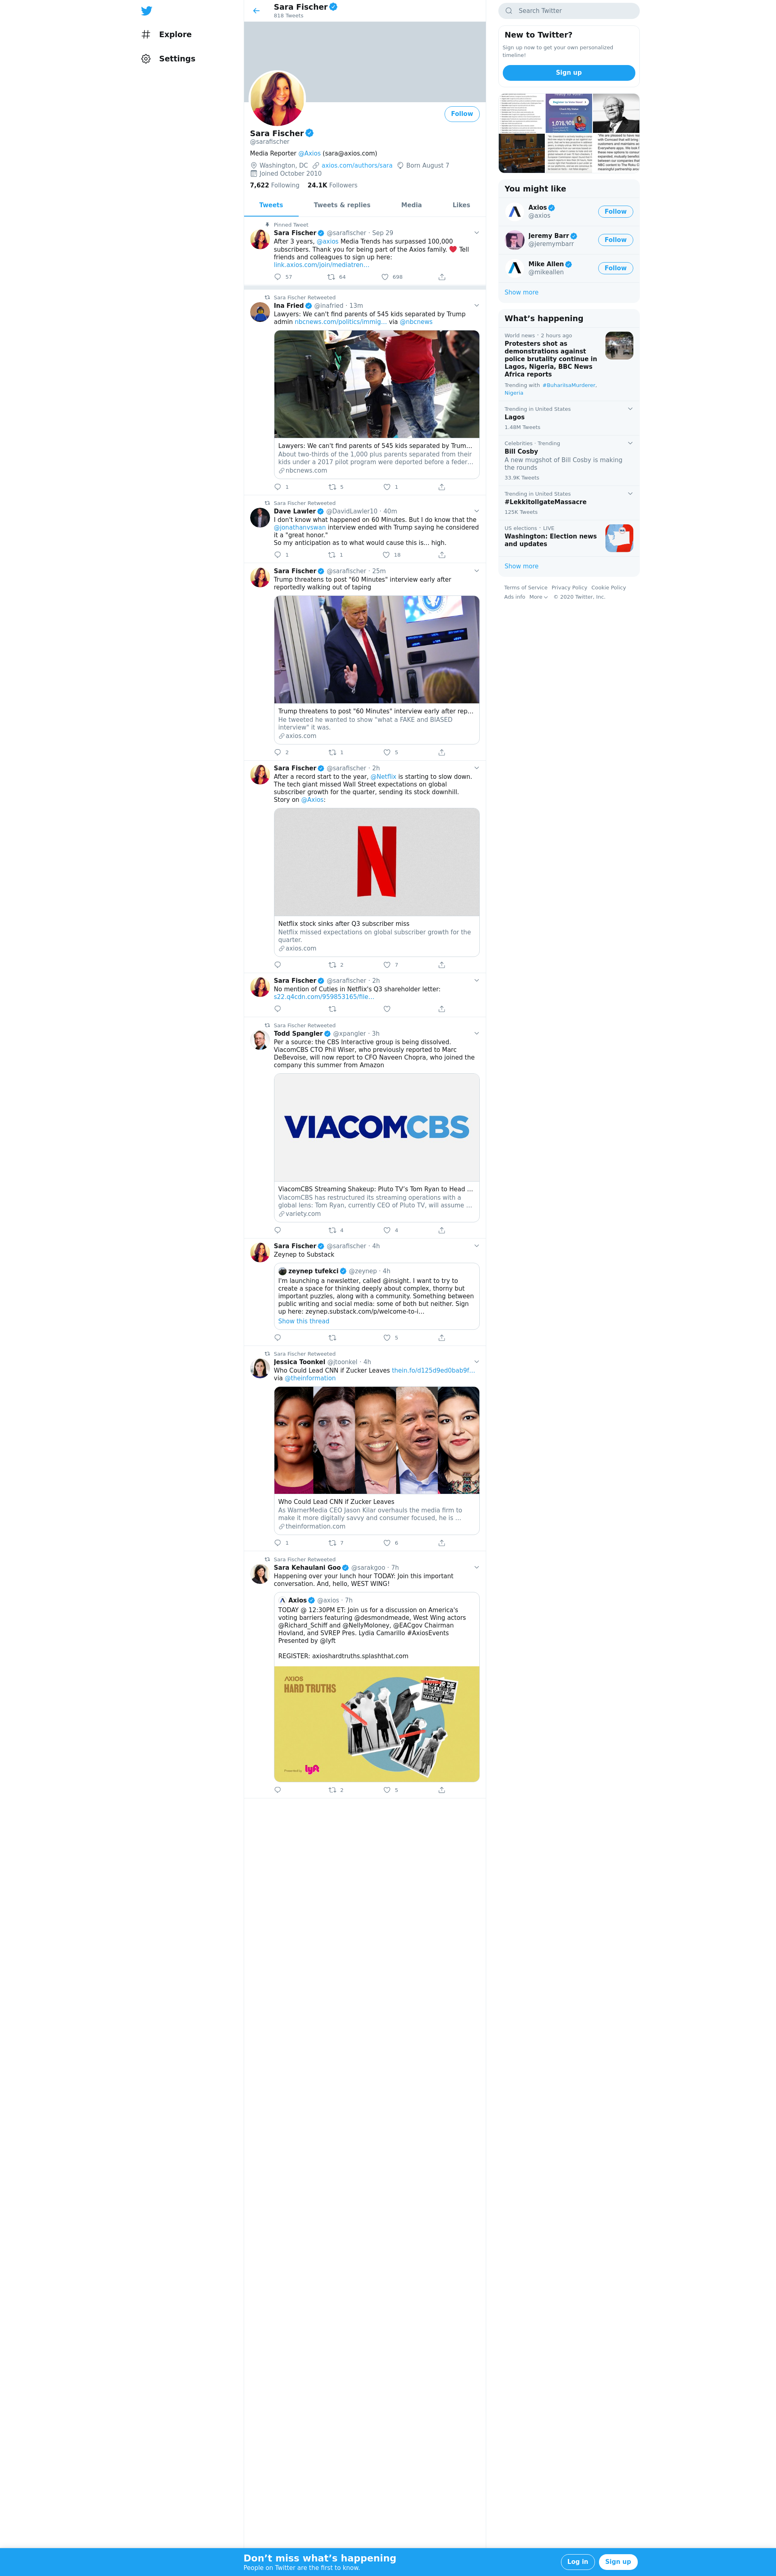 Explore
Settings
Sara Fischer
818 Tweets
Follow
Sara Fischer
@sarafischer
Media Reporter @Axios (sara@axios.com)
Washington, DC axios.com/authors/sara Born August 7
Joined October 2010
7,622 Following 24.1K Followers
Tweets Tweets & replies Media Likes
Pinned Tweet
Sara Fischer @sarafischer · Sep 29
After 3 years, @axios Media Trends has surpassed 100,000
subscribers. Thank you for being part of the Axios family. ❤️ Tell
friends and colleagues to sign up here:
link.axios.com/join/mediatren…
57 64 698
Sara Fischer Retweeted
Ina Fried @inafried · 13m
Lawyers: We can't find parents of 545 kids separated by Trump
admin nbcnews.com/politics/immig… via @nbcnews
Lawyers: We can't find parents of 545 kids separated by Trum…
About two-thirds of the 1,000 plus parents separated from their
kids under a 2017 pilot program were deported before a feder…
nbcnews.com
1 5 1
Sara Fischer Retweeted
Dave Lawler @DavidLawler10 · 40m
I don't know what happened on 60 Minutes. But I do know that the
@jonathanvswan interview ended with Trump saying he considered
it a "great honor."
So my anticipation as to what would cause this is... high.
1 1 18
Sara Fischer @sarafischer · 25m
Trump threatens to post "60 Minutes" interview early after
reportedly walking out of taping
Trump threatens to post "60 Minutes" interview early after rep…
He tweeted he wanted to show "what a FAKE and BIASED
interview" it was.
axios.com
2 1 5
Sara Fischer @sarafischer · 2h
After a record start to the year, @Netflix is starting to slow down.
The tech giant missed Wall Street expectations on global
subscriber growth for the quarter, sending its stock downhill.
Story on @Axios:
Netflix stock sinks after Q3 subscriber miss
Netflix missed expectations on global subscriber growth for the
quarter.
axios.com
2 7
Sara Fischer @sarafischer · 2h
No mention of Cuties in Netflix's Q3 shareholder letter:
s22.q4cdn.com/959853165/file…
Sara Fischer Retweeted
Todd Spangler @xpangler · 3h
Per a source: the CBS Interactive group is being dissolved.
ViacomCBS CTO Phil Wiser, who previously reported to Marc
DeBevoise, will now report to CFO Naveen Chopra, who joined the
company this summer from Amazon
VIACOMCBS
ViacomCBS Streaming Shakeup: Pluto TV's Tom Ryan to Head …
ViacomCBS has restructured its streaming operations with a
global lens: Tom Ryan, currently CEO of Pluto TV, will assume …
variety.com
4 4
Sara Fischer @sarafischer · 4h
Zeynep to Substack
zeynep tufekci @zeynep · 4h
I'm launching a newsletter, called @insight. I want to try to
create a space for thinking deeply about complex, thorny but
important puzzles, along with a community. Something between
public writing and social media: some of both but neither. Sign
up here: zeynep.substack.com/p/welcome-to-i…
Show this thread
5
Sara Fischer Retweeted
Jessica Toonkel @jtoonkel · 4h
Who Could Lead CNN if Zucker Leaves thein.fo/d125d9ed0bab9f…
via @theinformation
Who Could Lead CNN if Zucker Leaves
As WarnerMedia CEO Jason Kilar overhauls the media firm to
make it more digitally savvy and consumer focused, he is …
theinformation.com
1 7 6
Sara Fischer Retweeted
Sara Kehaulani Goo @sarakgoo · 7h
Happening over your lunch hour TODAY: Join this important
conversation. And, hello, WEST WING!
Axios @axios · 7h
TODAY @ 12:30PM ET: Join us for a discussion on America's
voting barriers featuring @desmondmeade, West Wing actors
@Richard_Schiff and @NellyMoloney, @EACgov Chairman
Hovland, and SVREP Pres. Lydia Camarillo #AxiosEvents
Presented by @lyft
REGISTER: axioshardtruths.splashthat.com
AXIOS
HARD TRUTHS
Presented by lyft
2 5
Search Twitter
New to Twitter?
Sign up now to get your own personalized
timeline!
Sign up
You might like
Axios
@axios
Follow
Jeremy Barr
@jeremymbarr
Follow
Mike Allen
@mikeallen
Follow
Show more
What's happening
World news · 2 hours ago
Protesters shot as
demonstrations against
police brutality continue in
Lagos, Nigeria, BBC News
Africa reports
Trending with #BuhariIsaMurderer,
Nigeria
Trending in United States
Lagos
1.48M Tweets
Celebrities · Trending
Bill Cosby
A new mugshot of Bill Cosby is making
the rounds
33.9K Tweets
Trending in United States
#LekkitollgateMassacre
125K Tweets
US elections · LIVE
Washington: Election news
and updates
Show more
Terms of Service Privacy Policy Cookie Policy
Ads info More © 2020 Twitter, Inc.
Don't miss what's happening
People on Twitter are the first to know.
Log in Sign up